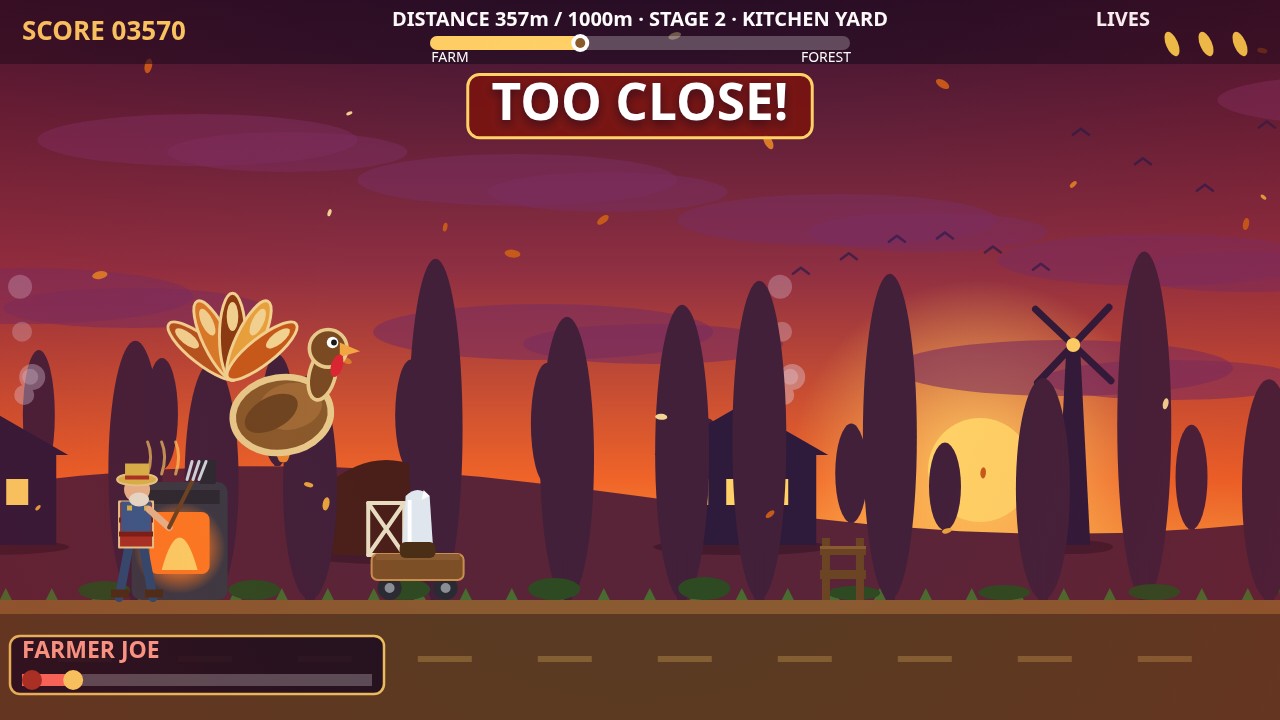 SCORE 03570
DISTANCE 357m / 1000m · STAGE 2 · KITCHEN YARD
LIVES
FARM
FOREST
TOO CLOSE!
FARMER JOE